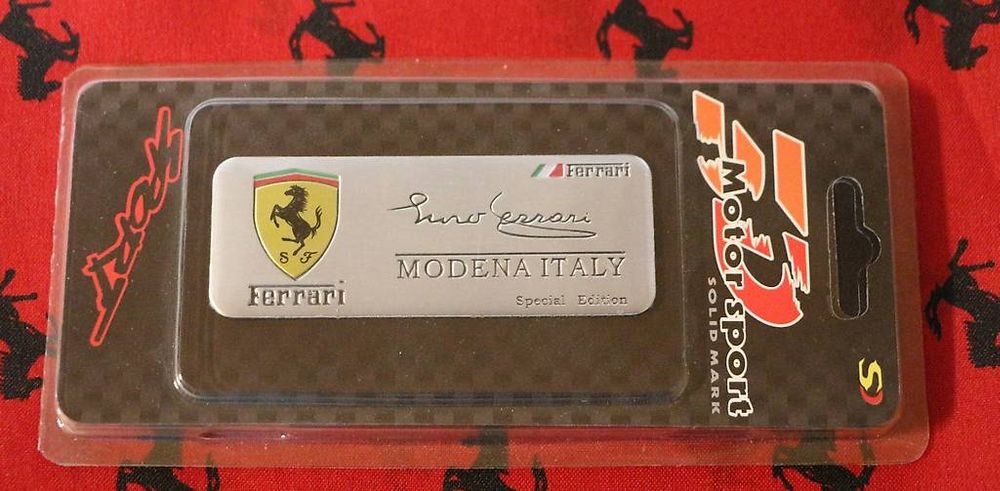 S F
Ferrari
Ferrari
Enzo Ferrari
MODENA ITALY
Special Edition
Motorsport
SOLID MARK
S